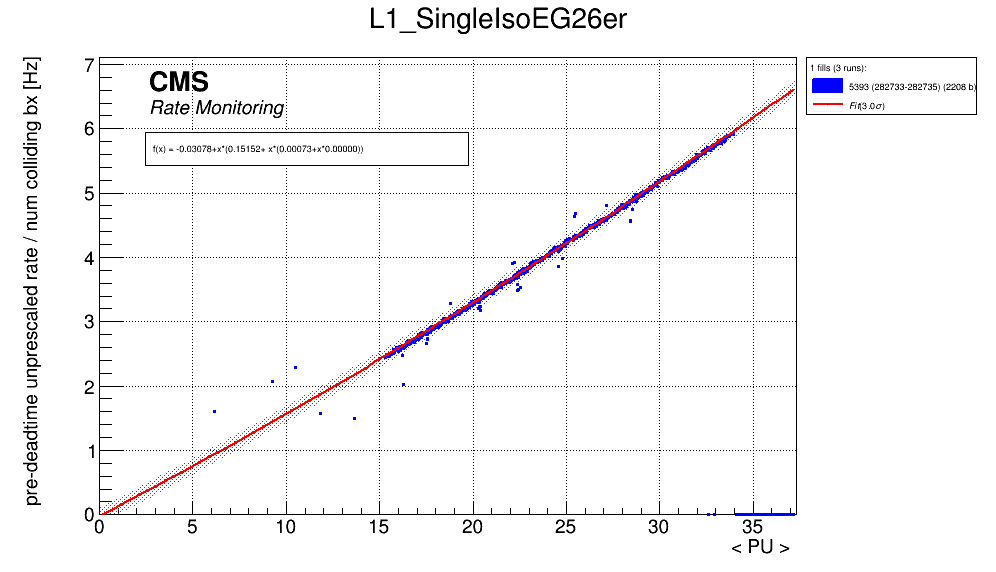 L1_SingleIsoEG26er
pre-deadtime unprescaled rate / num colliding bx [Hz]
CMS
Rate Monitoring
f(x) = -0.03078+x*(0.15152+ x*(0.00073+x*0.00000))
7
6
5
4
3
2
1
0
0 5 10 15 20 25 30 35
< PU >
1 fills (3 runs):
5393 (282733-282735) (2208 b)
Fit(3.0σ)